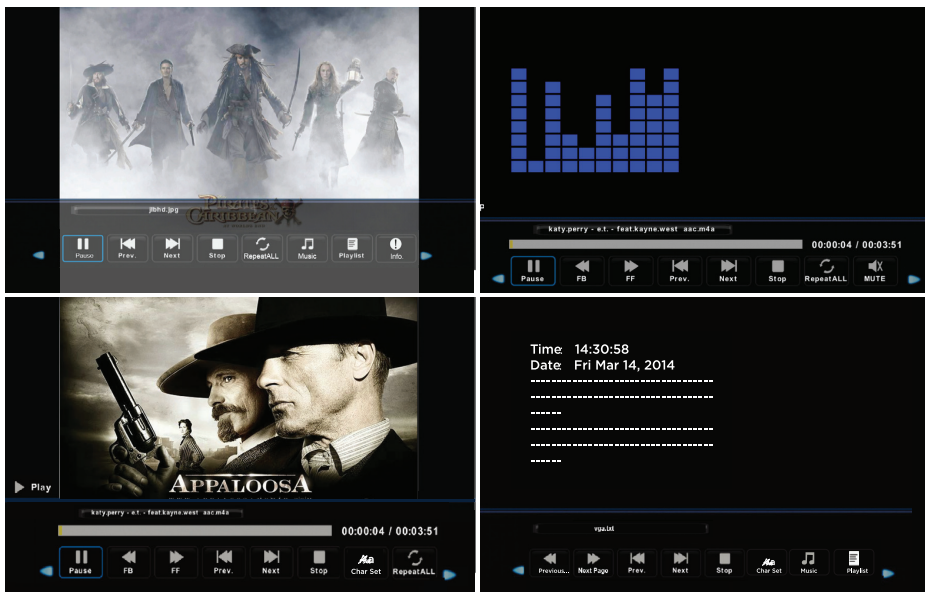 PIRATES
CARIBBEAN
jlbhd.jpg
Pause Prev. Next Stop RepeatALL Music Playlist Info.
P
katy.perry - e.t. - feat.kayne.west aac.m4a
00:00:04 / 00:03:51
Pause FB FF Prev. Next Stop RepeatALL MUTE
APPALOOSA
Play
katy.perry - e.t. - feat.kayne.west aac.m4a
00:00:04 / 00:03:51
Pause FB FF Prev. Next Stop Char Set RepeatALL
Time: 14:30:58
Date: Fri Mar 14, 2014
vga.txt
Previous... Next Page Prev. Next Stop Char Set Music Playlist